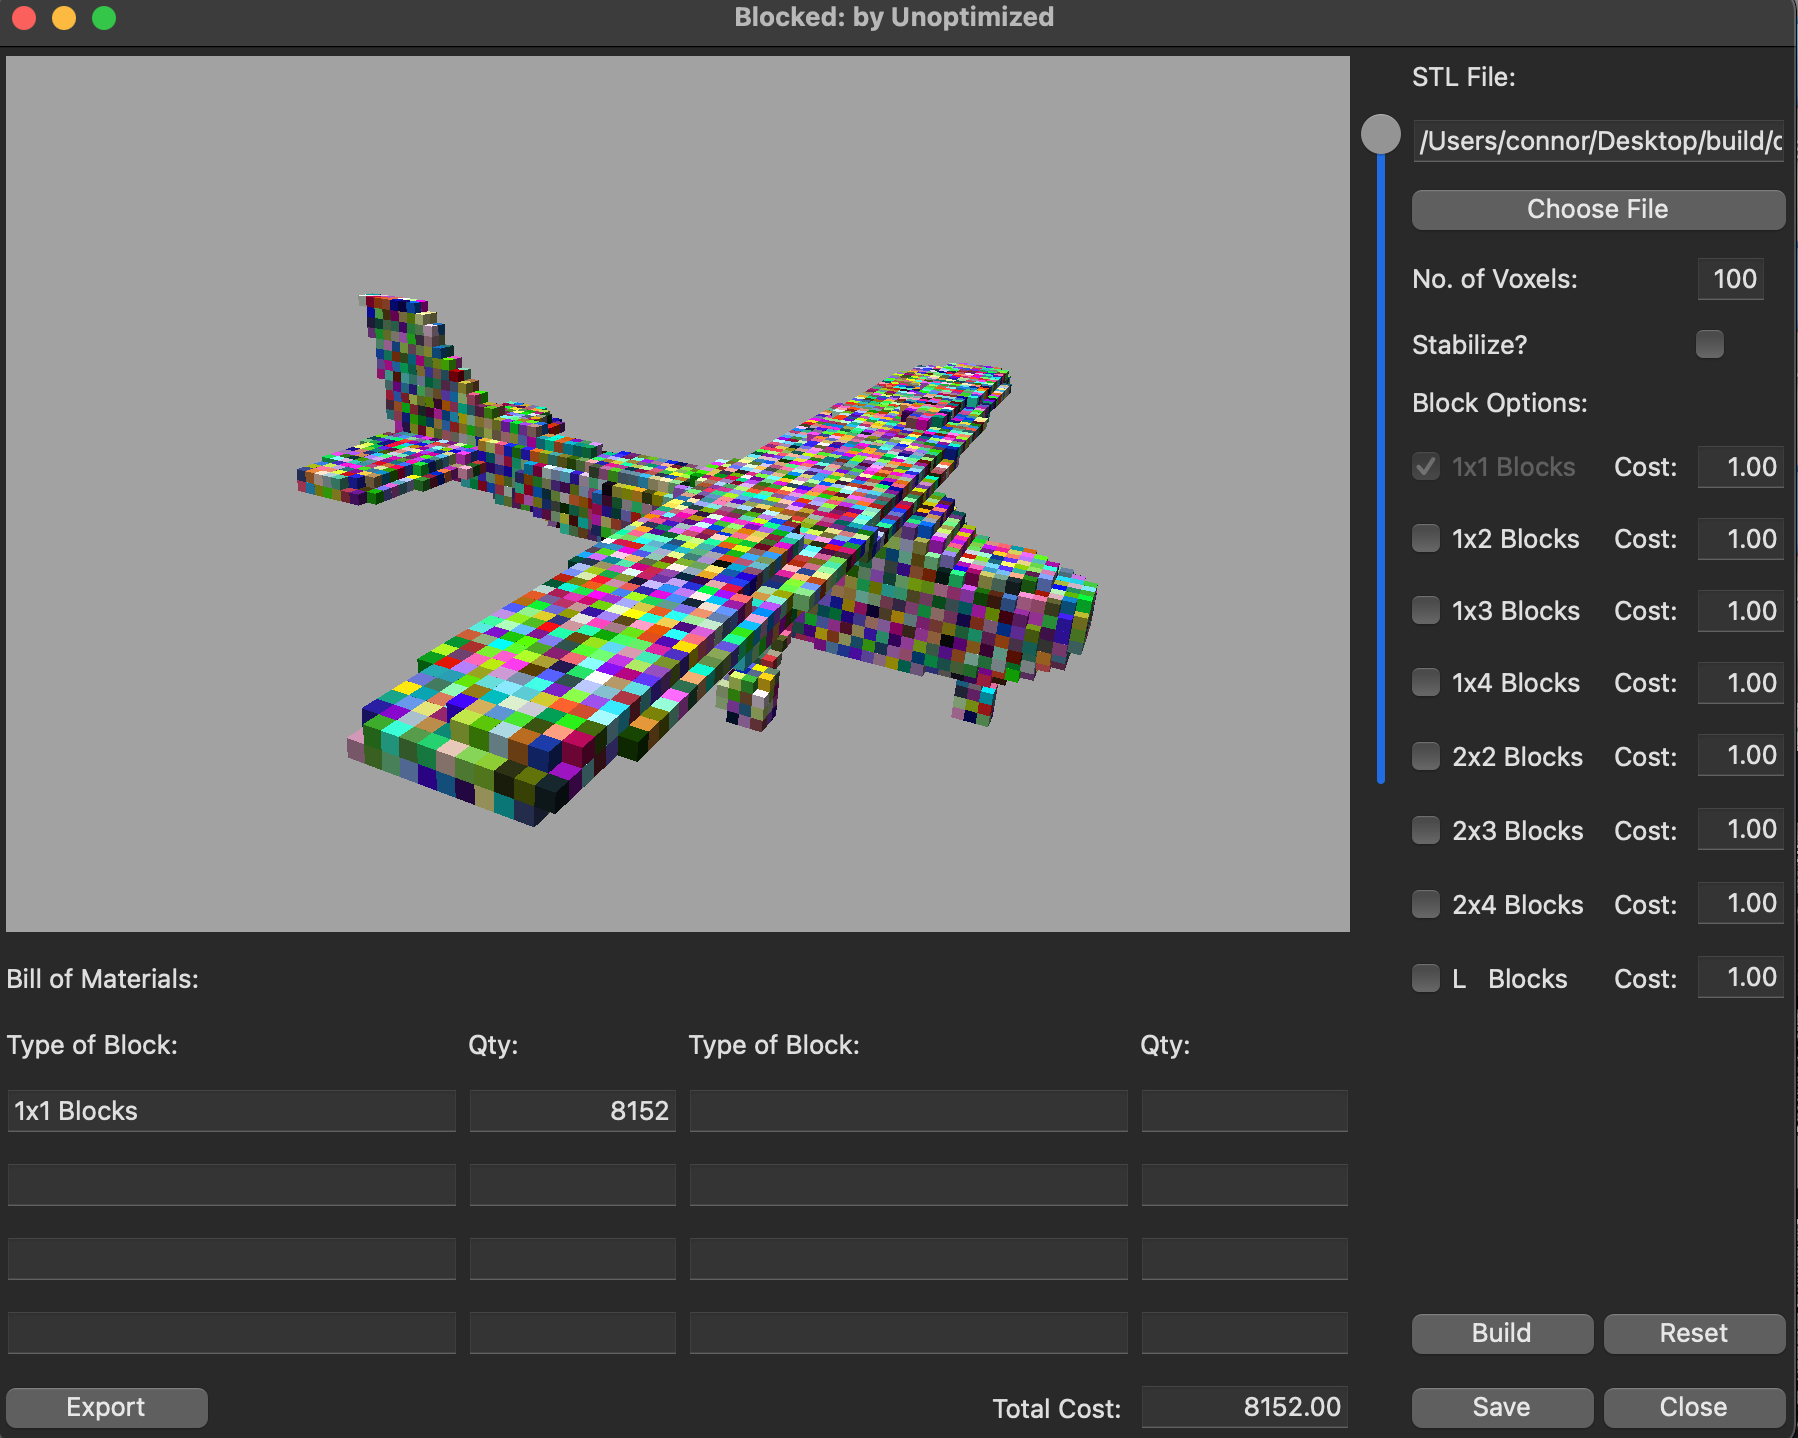 Blocked: by Unoptimized
STL File:
/Users/connor/Desktop/build/c
Choose File
No. of Voxels: 100
Stabilize?
Block Options:
1x1 Blocks Cost: 1.00
1x2 Blocks Cost: 1.00
1x3 Blocks Cost: 1.00
1x4 Blocks Cost: 1.00
2x2 Blocks Cost: 1.00
2x3 Blocks Cost: 1.00
2x4 Blocks Cost: 1.00
L Blocks Cost: 1.00
Bill of Materials:
Type of Block: Qty: Type of Block: Qty:
1x1 Blocks 8152
Build Reset
Export Total Cost: 8152.00 Save Close